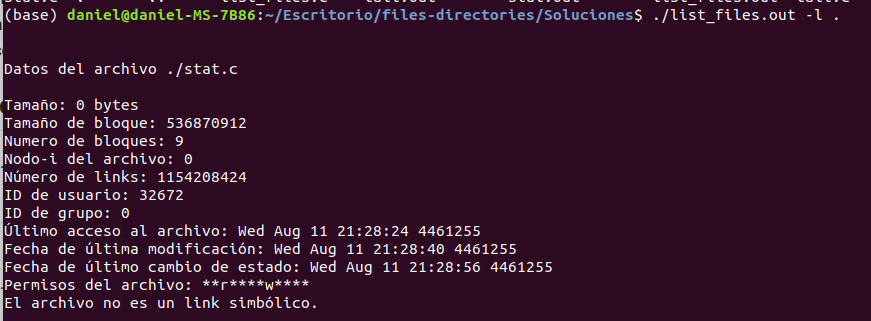 (base) daniel@daniel-MS-7B86:~/Escritorio/files-directories/Soluciones$ ./list_files.out -l .
Datos del archivo ./stat.c
Tamaño: 0 bytes
Tamaño de bloque: 536870912
Numero de bloques: 9
Nodo-i del archivo: 0
Número de links: 1154208424
ID de usuario: 32672
ID de grupo: 0
Último acceso al archivo: Wed Aug 11 21:28:24 4461255
Fecha de última modificación: Wed Aug 11 21:28:40 4461255
Fecha de último cambio de estado: Wed Aug 11 21:28:56 4461255
Permisos del archivo: **r****w****
El archivo no es un link simbólico.